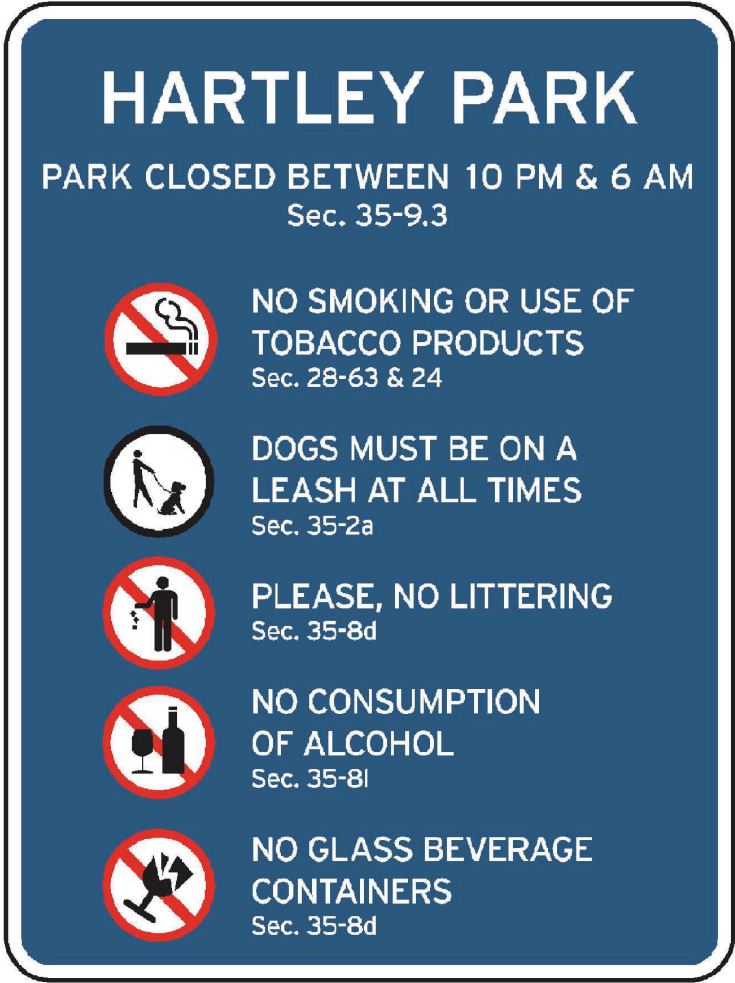 HARTLEY PARK
PARK CLOSED BETWEEN 10 PM & 6 AM
Sec. 35-9.3
NO SMOKING OR USE OF
TOBACCO PRODUCTS
Sec. 28-63 & 24
DOGS MUST BE ON A
LEASH AT ALL TIMES
Sec. 35-2a
PLEASE, NO LITTERING
Sec. 35-8d
NO CONSUMPTION
OF ALCOHOL
Sec. 35-8l
NO GLASS BEVERAGE
CONTAINERS
Sec. 35-8d